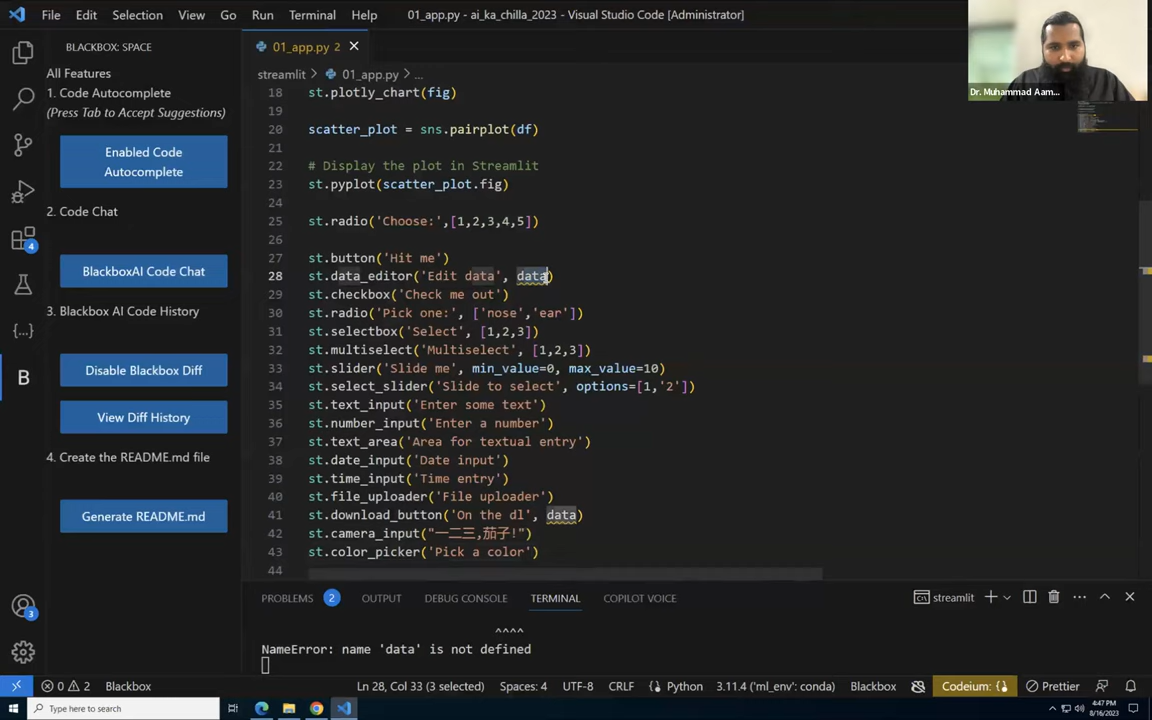 File Edit Selection View Go Run Terminal Help 01_app.py - ai_ka_chilla_2023 - Visual Studio Code [Administrator]
Dr. Muhammad Aam...
BLACKBOX: SPACE
All Features
1. Code Autocomplete
(Press Tab to Accept Suggestions)
Enabled Code
Autocomplete
2. Code Chat
BlackboxAI Code Chat
3. Blackbox AI Code History
Disable Blackbox Diff
View Diff History
4. Create the README.md file
Generate README.md
4
B
3
01_app.py 2
streamlit > 01_app.py > ...
18 st.plotly_chart(fig)
19
20 scatter_plot = sns.pairplot(df)
21
22 # Display the plot in Streamlit
23 st.pyplot(scatter_plot.fig)
24
25 st.radio('Choose:',[1,2,3,4,5])
26
27 st.button('Hit me')
28 st.data_editor('Edit data', data)
29 st.checkbox('Check me out')
30 st.radio('Pick one:', ['nose','ear'])
31 st.selectbox('Select', [1,2,3])
32 st.multiselect('Multiselect', [1,2,3])
33 st.slider('Slide me', min_value=0, max_value=10)
34 st.select_slider('Slide to select', options=[1,'2'])
35 st.text_input('Enter some text')
36 st.number_input('Enter a number')
37 st.text_area('Area for textual entry')
38 st.date_input('Date input')
39 st.time_input('Time entry')
40 st.file_uploader('File uploader')
41 st.download_button('On the dl', data)
42 st.camera_input("一二三,茄子!")
43 st.color_picker('Pick a color')
44
PROBLEMS 2 OUTPUT DEBUG CONSOLE TERMINAL COPILOT VOICE streamlit
^^^^
NameError: name 'data' is not defined
0 2 Blackbox Ln 28, Col 33 (3 selected) Spaces: 4 UTF-8 CRLF Python 3.11.4 ('ml_env': conda) Blackbox Codeium: {} Prettier
Type here to search
4:47 PM
8/16/2023